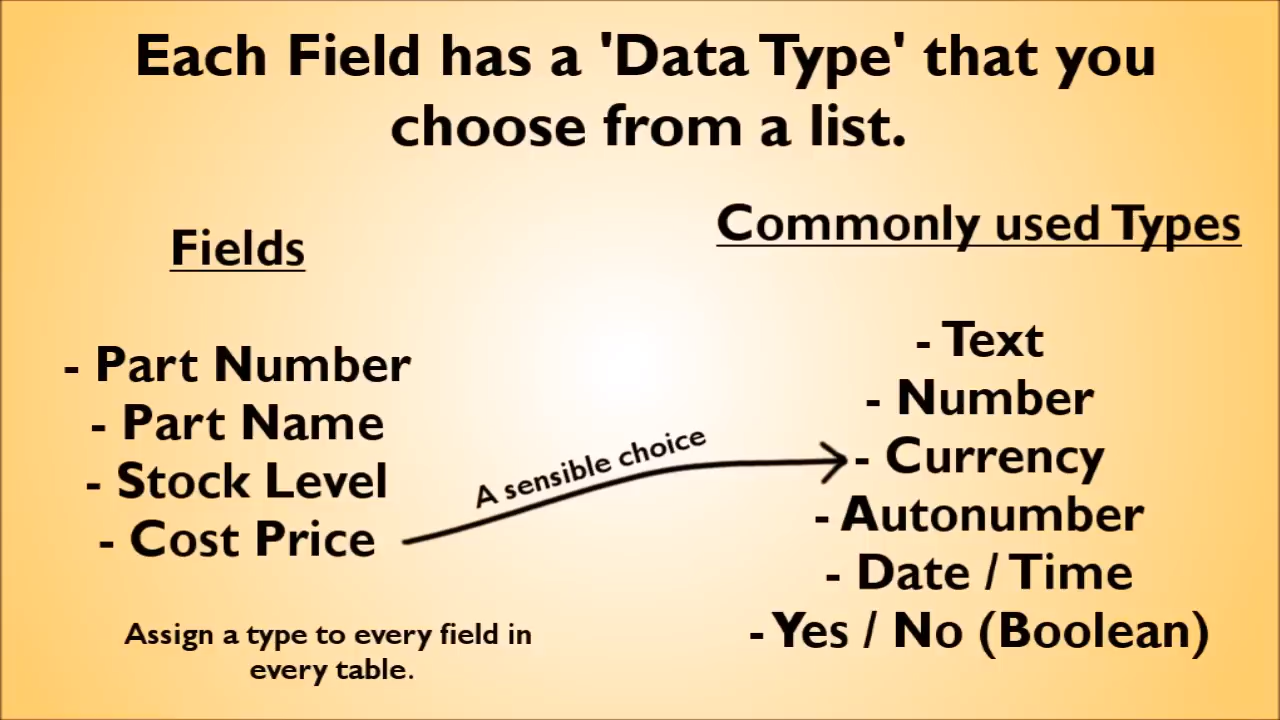 Each Field has a 'Data Type' that you
choose from a list.
Fields
- Part Number
- Part Name
- Stock Level
- Cost Price
Assign a type to every field in
every table.
A sensible choice
Commonly used Types
- Text
- Number
- Currency
- Autonumber
- Date / Time
- Yes / No (Boolean)